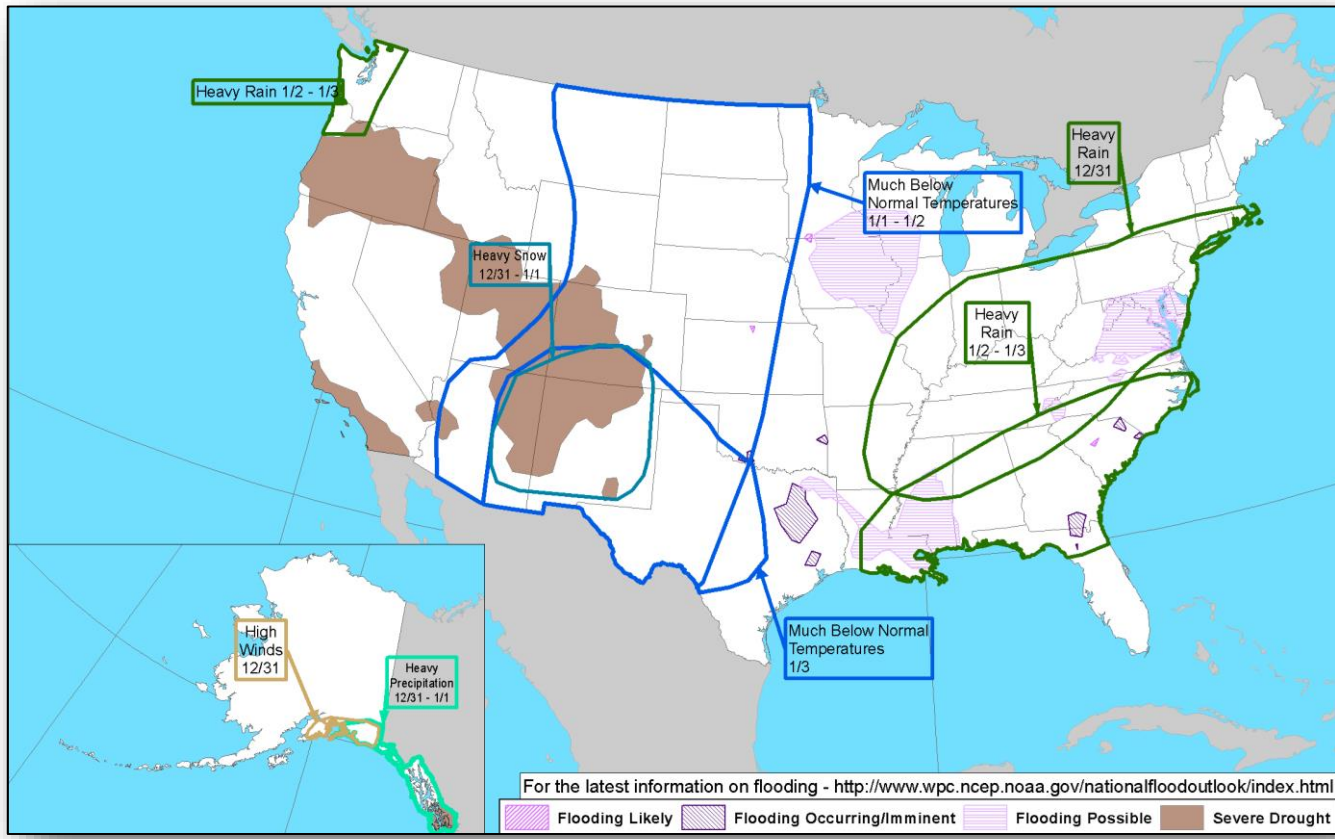 Heavy Rain 1/2 - 1/3
Heavy
Rain
12/31
Much Below
Normal Temperatures
1/1 - 1/2
Heavy Snow
12/31 - 1/1
Heavy
Rain
1/2 - 1/3
High
Winds
12/31
Heavy
Precipitation
12/31 - 1/1
Much Below Normal
Temperatures
1/3
For the latest information on flooding - http://www.wpc.ncep.noaa.gov/nationalfloodoutlook/index.html
Flooding Likely
Flooding Occurring/Imminent
Flooding Possible
Severe Drought